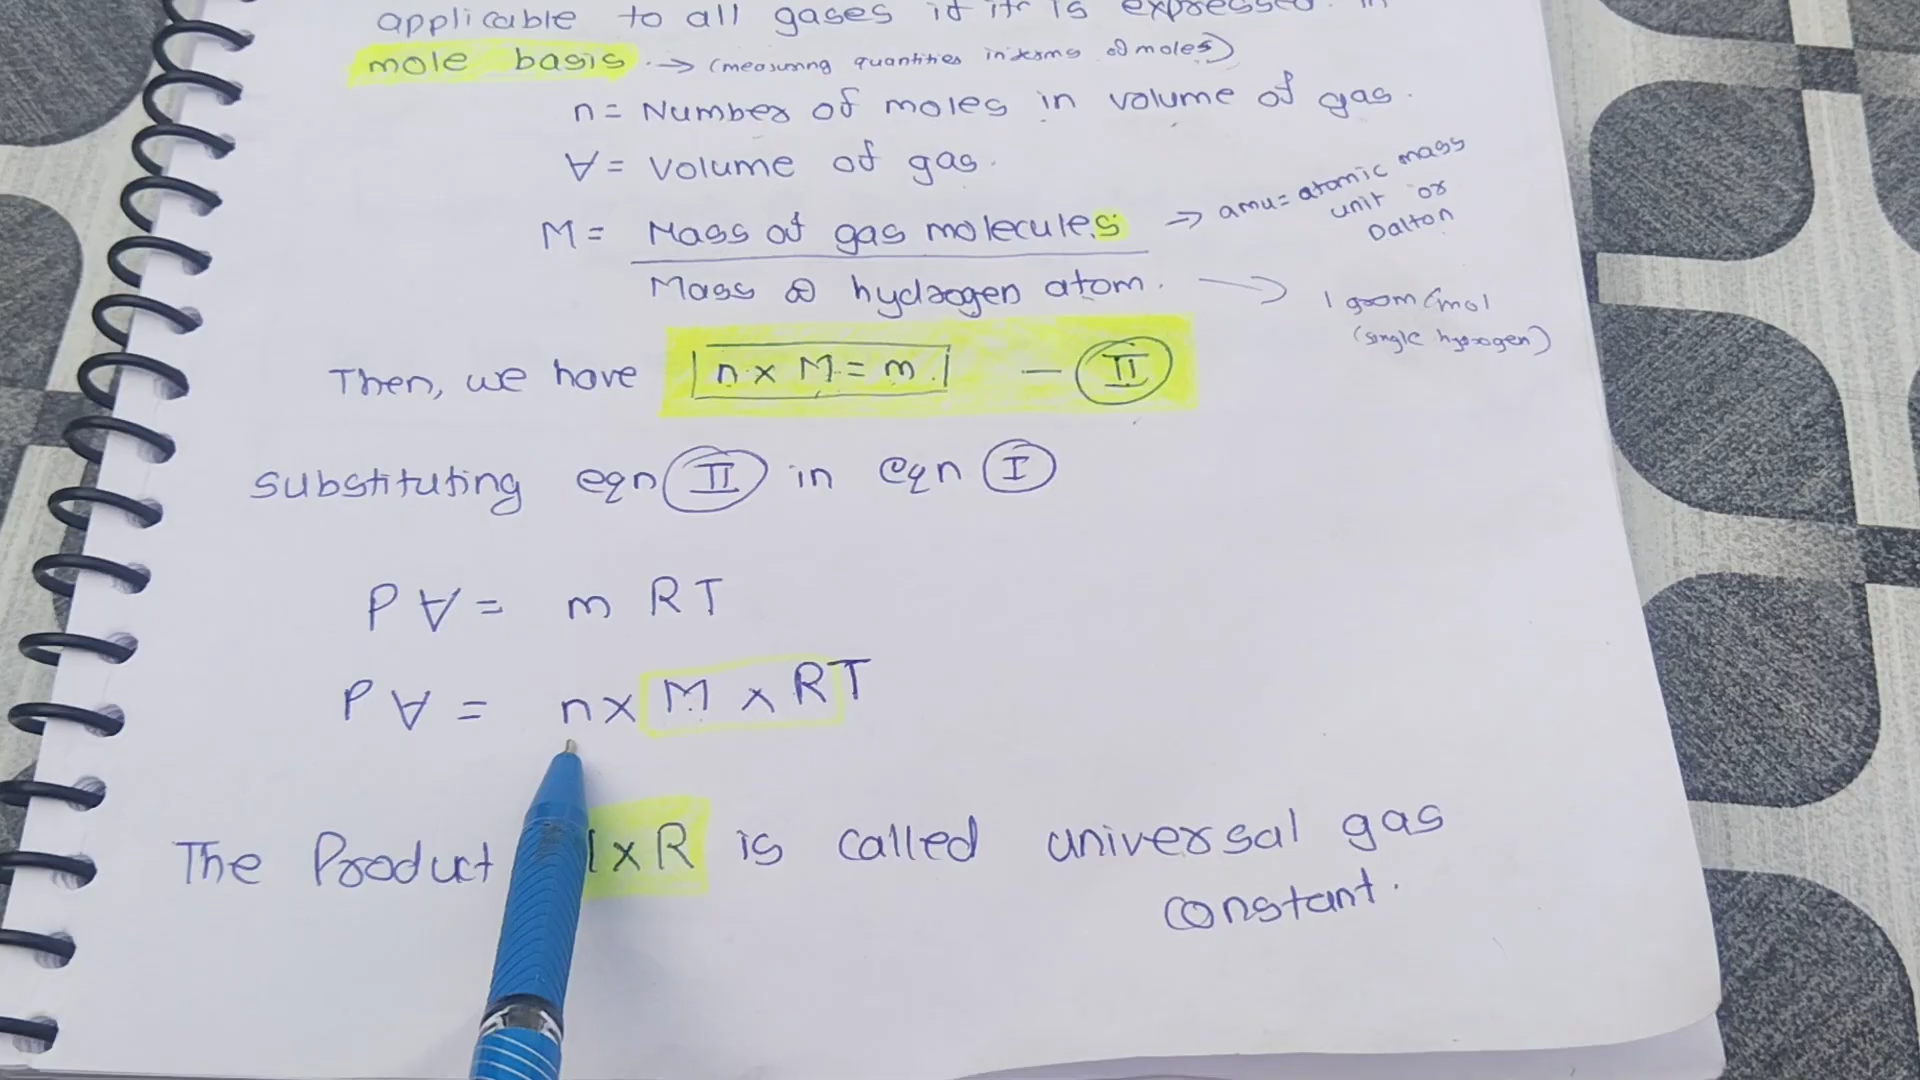 applicable to all gases if it is expressed in
mole basis. → (measuring quantities in terms of moles)
n = Number of moles in volume of gas.
∀ = Volume of gas.
M = Mass of gas molecules ⇒ amu = atomic mass
unit or
Dalton
Mass of hydrogen atom. → 1 gram/mol
(single hydrogen)
Then, we have n × M = m — II
Substituting eqn II in eqn I
P ∀ = m RT
P ∀ = n × M × RT
The Product × R is called universal gas
constant.